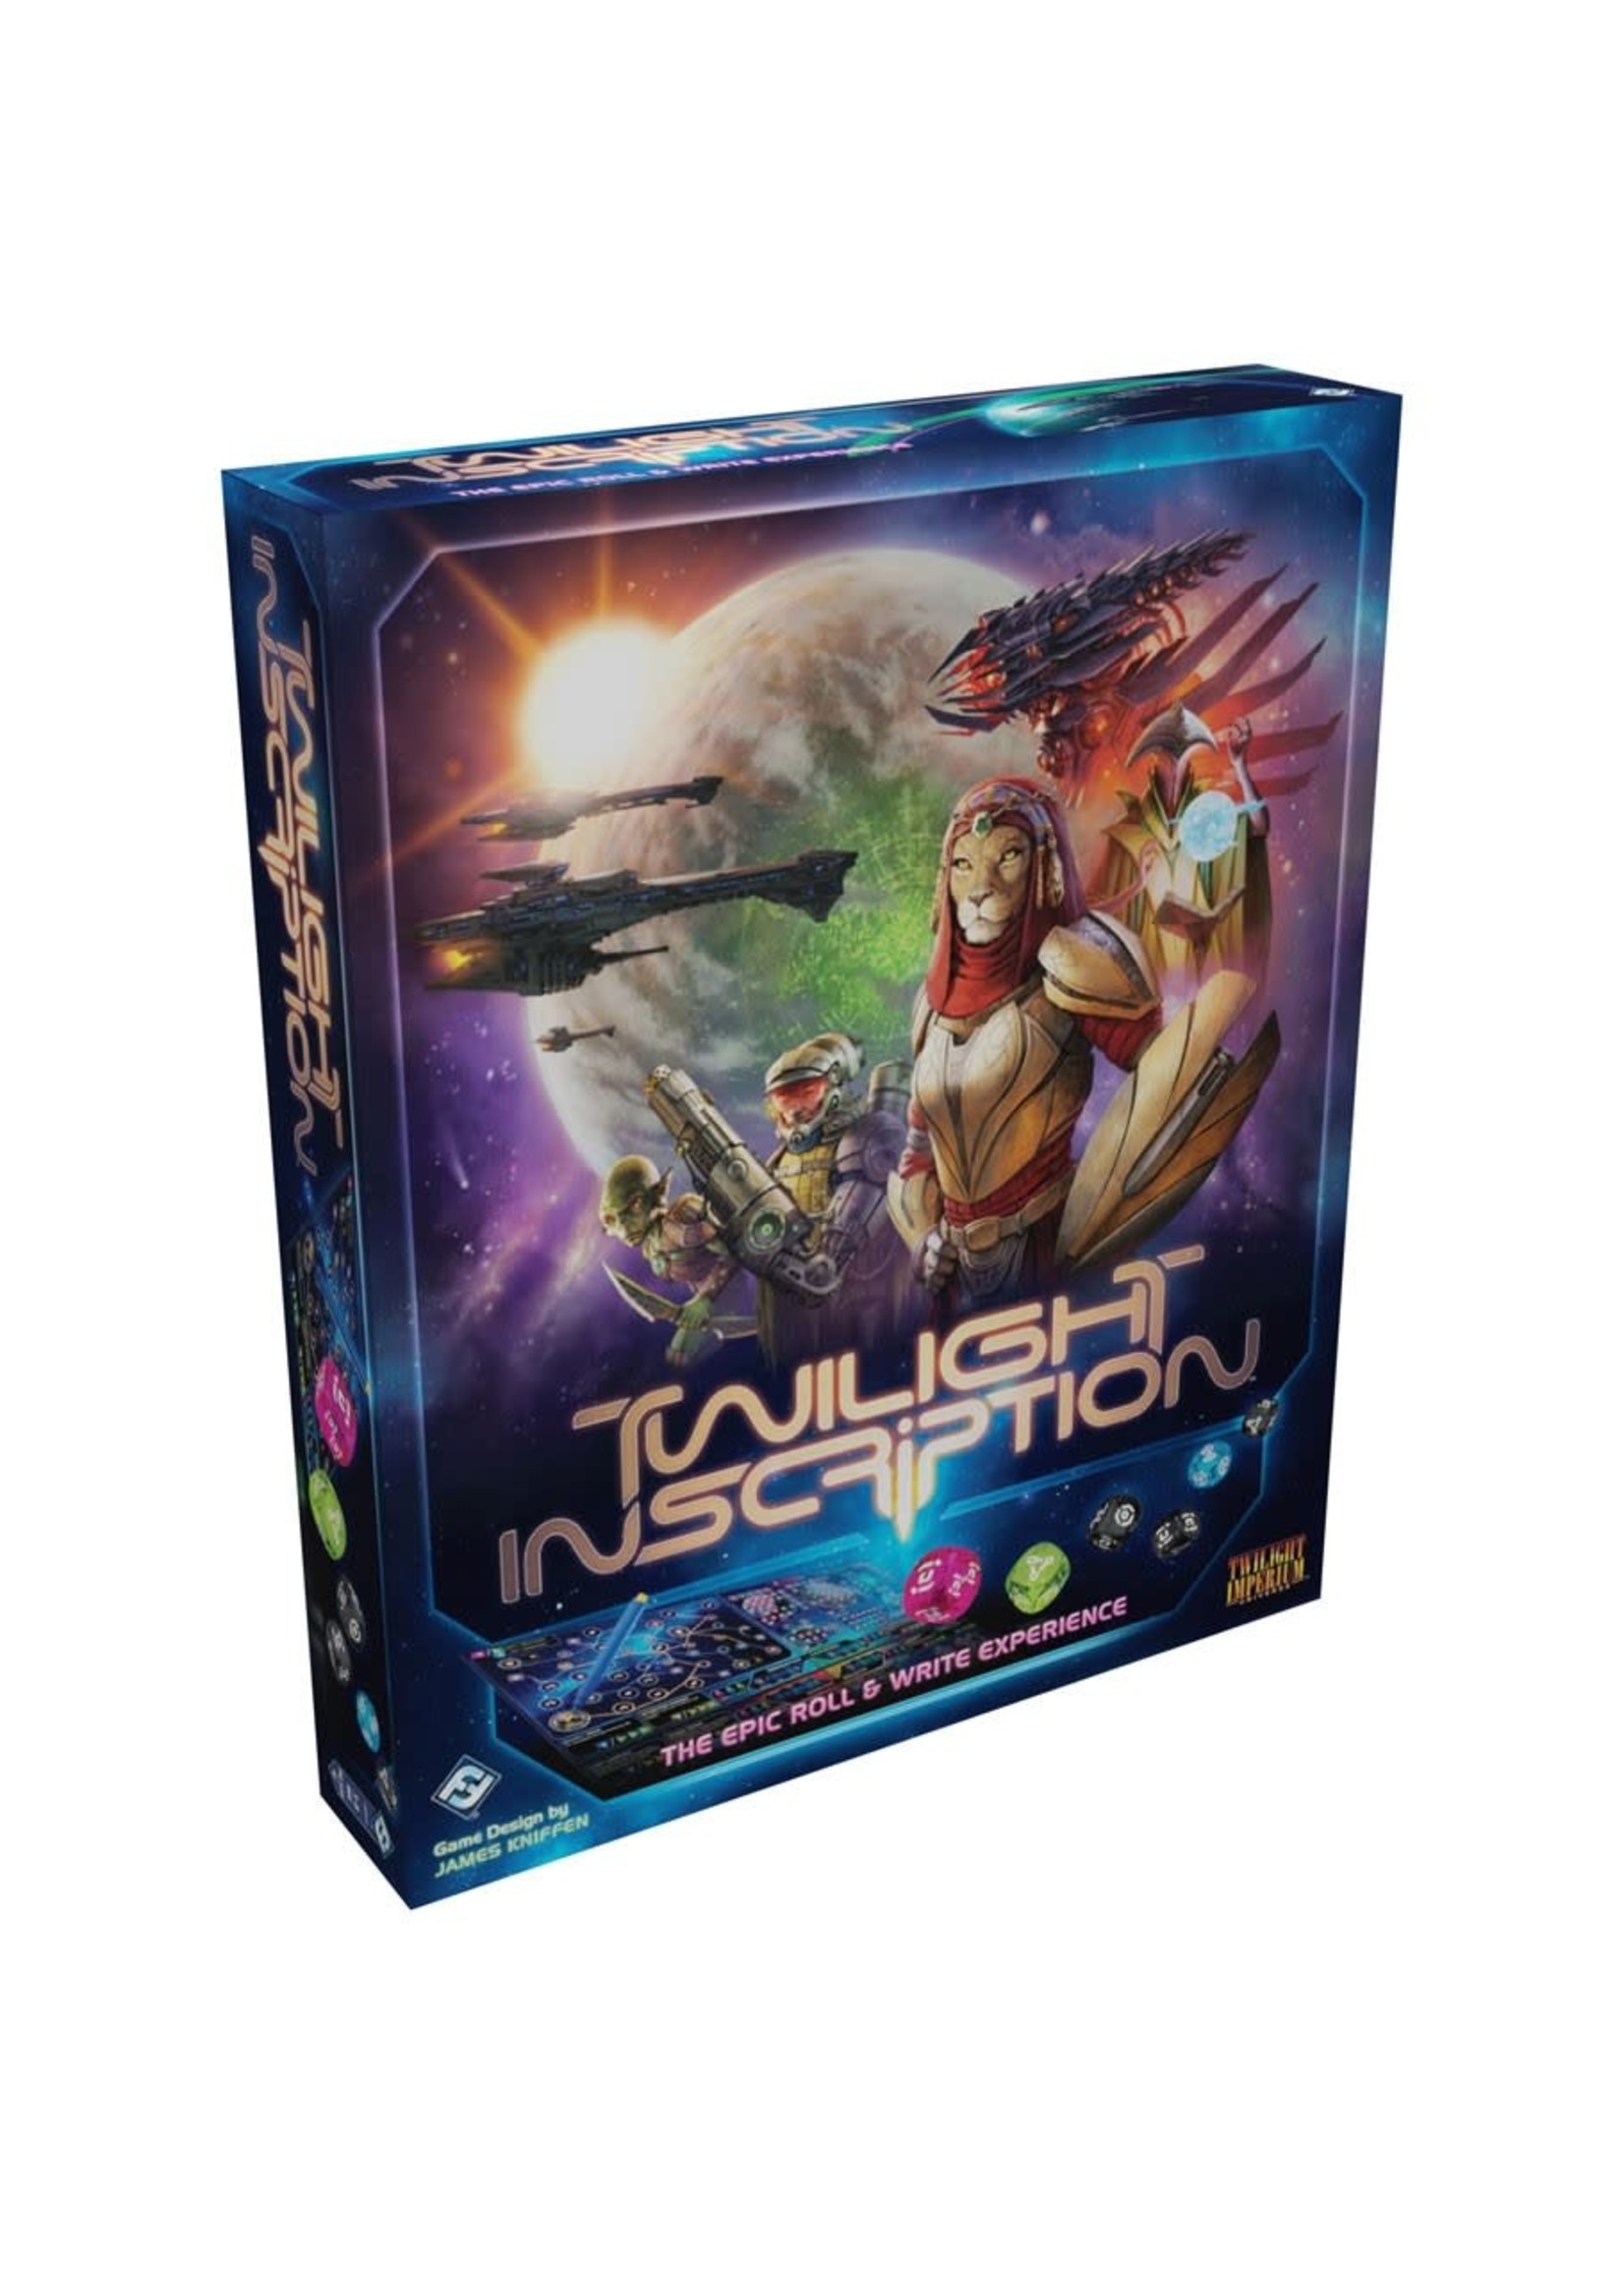 TWILIGHT
INSCRIPTION
THE EPIC ROLL & WRITE EXPERIENCE
TWILIGHT
INSCRIPTION
TWILIGHT
INSCRIPTION
THE EPIC ROLL & WRITE EXPERIENCE
TWILIGHT
IMPERIUM
Game Design by
JAMES KNIFFEN